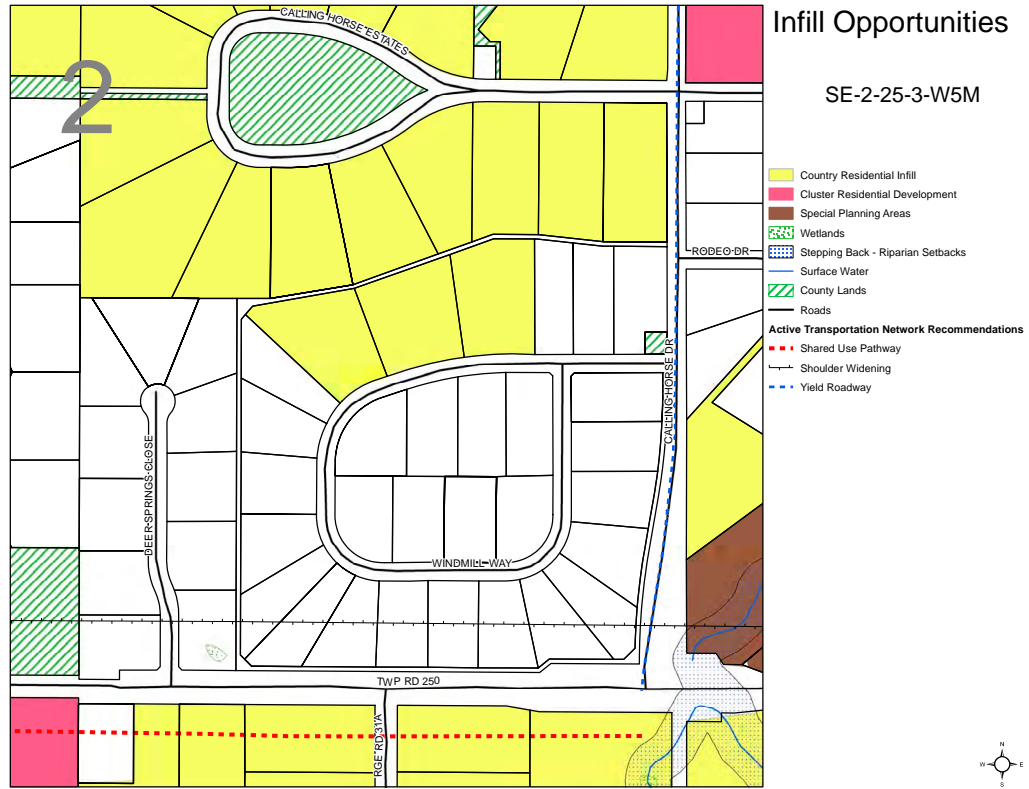 Infill Opportunities
SE-2-25-3-W5M
CALLING HORSE ESTATES
2
RODEO DR
CALLING HORSE DR
DEER SPRINGS CLOSE
WINDMILL WAY
TWP RD 250
RGE RD 31A
Country Residential Infill
Cluster Residential Development
Special Planning Areas
Wetlands
Stepping Back - Riparian Setbacks
Surface Water
County Lands
Roads
Active Transportation Network Recommendations
Shared Use Pathway
Shoulder Widening
Yield Roadway
N
W E
S